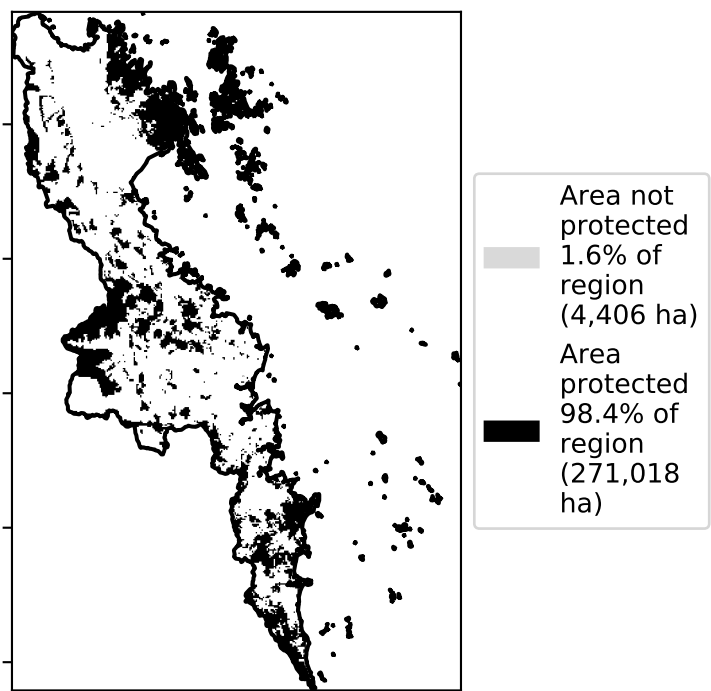 Area not
protected
1.6% of
region
(4,406 ha)
Area
protected
98.4% of
region
(271,018
ha)